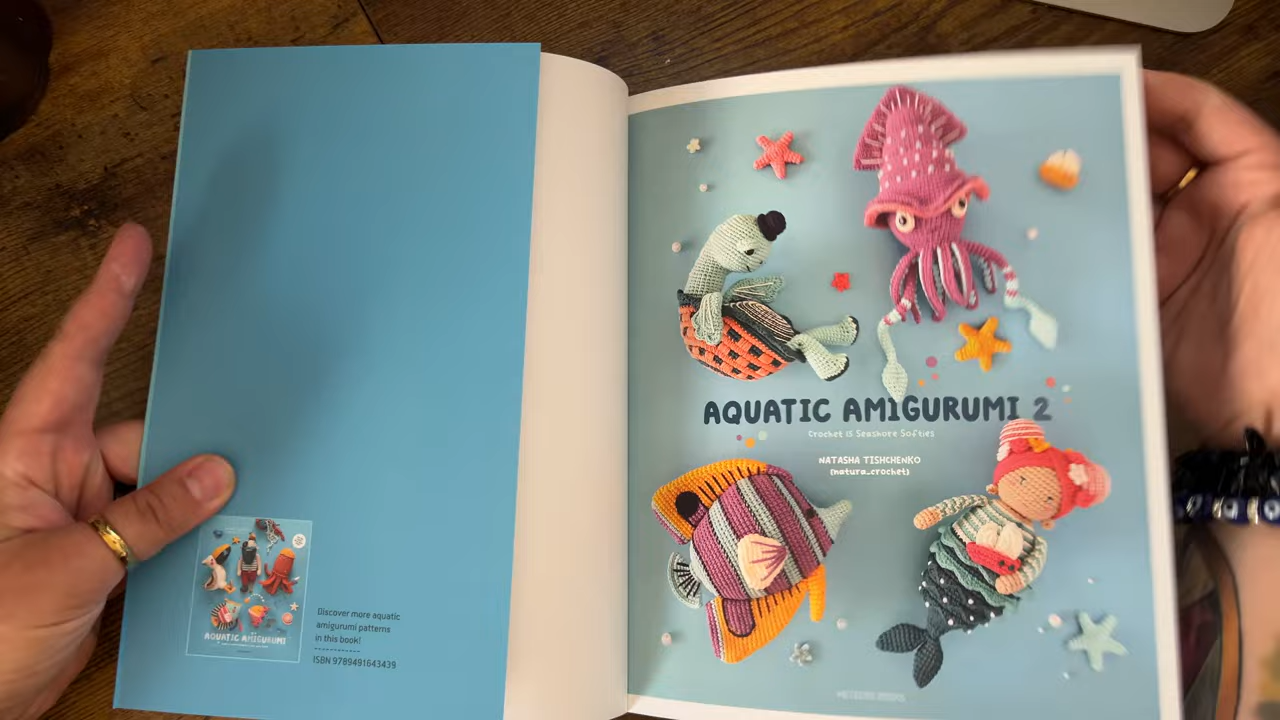 AQUATIC AMIGURUMI
Discover more aquatic
amigurumi patterns
in this book!
ISBN 9789491643439
AQUATIC AMIGURUMI 2
Crochet 15 Seashore Softies
NATASHA TISHCHENKO
(natura_crochet)